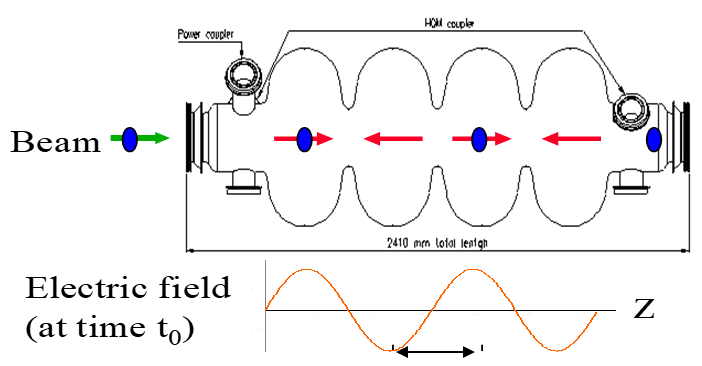 Power coupler
HOM coupler
Beam
2410 mm total length
Electric field
(at time t0)
Z